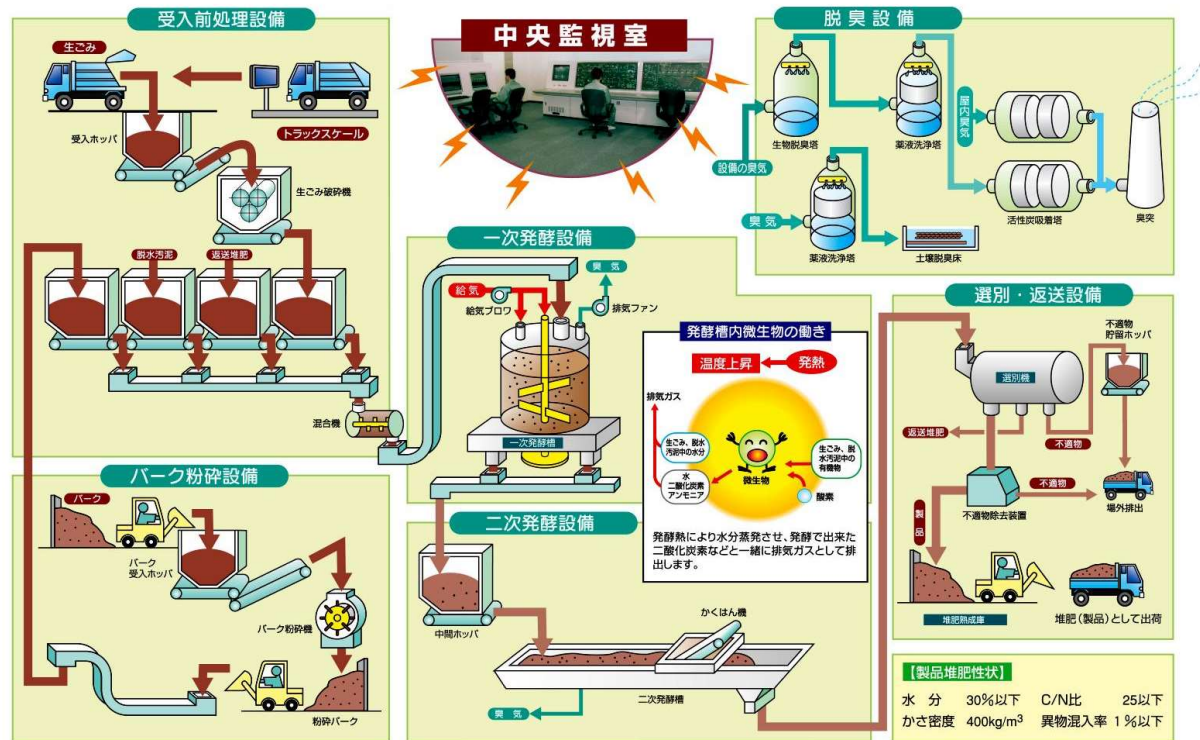 受入前処理設備
生ごみ
トラックスケール
受入ホッパ
生ごみ破砕機
脱水汚泥
返送堆肥
混合機
バーク粉砕設備
バーク
バーク
受入ホッパ
バーク粉砕機
粉砕バーク
中央監視室
一次発酵設備
給気
給気ブロワ
臭気
排気ファン
一次発酵槽
発酵槽内微生物の働き
温度上昇
発熱
排気ガス
生ごみ、脱水
汚泥中の水分
水
二酸化炭素
アンモニア
微生物
生ごみ、脱
水汚泥中の
有機物
酸素
発酵熱により水分蒸発させ、発酵で出来た
二酸化炭素などと一緒に排気ガスとして排
出します。
二次発酵設備
中間ホッパ
かくはん機
二次発酵槽
臭気
脱臭設備
生物脱臭塔
設備の臭気
薬液洗浄塔
屋内臭気
活性炭吸着塔
臭突
臭気
薬液洗浄塔
土壌脱臭床
選別・返送設備
不適物
貯留ホッパ
選別機
返送堆肥
不適物
不適物
不適物除去装置
場外排出
製品
堆肥熟成庫
堆肥(製品)として出荷
【製品堆肥性状】
水分 30%以下 C/N比 25以下
かさ密度 400kg/m³ 異物混入率 1%以下